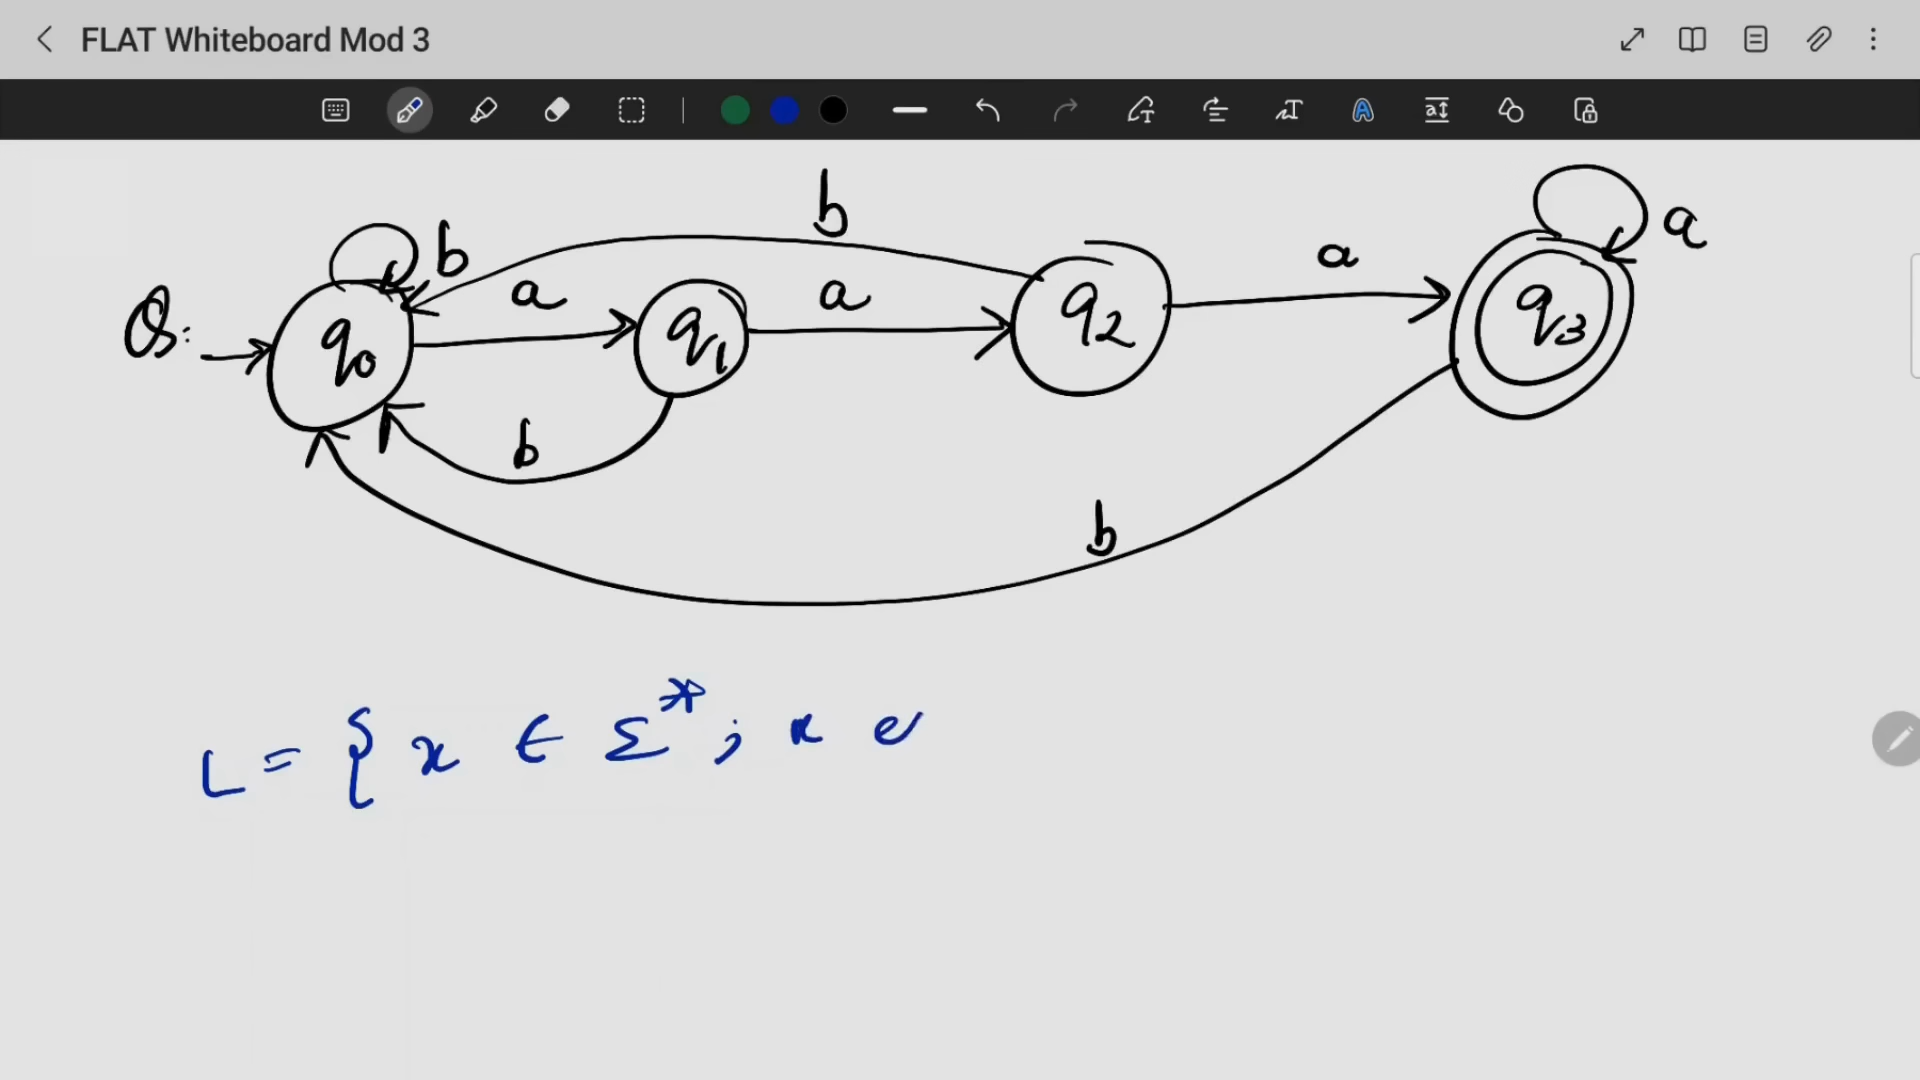 FLAT Whiteboard Mod 3
b
b a
a a a
Q: q0 q1 q2 q3
b
b
L = { x ∈ Σ* ; x e